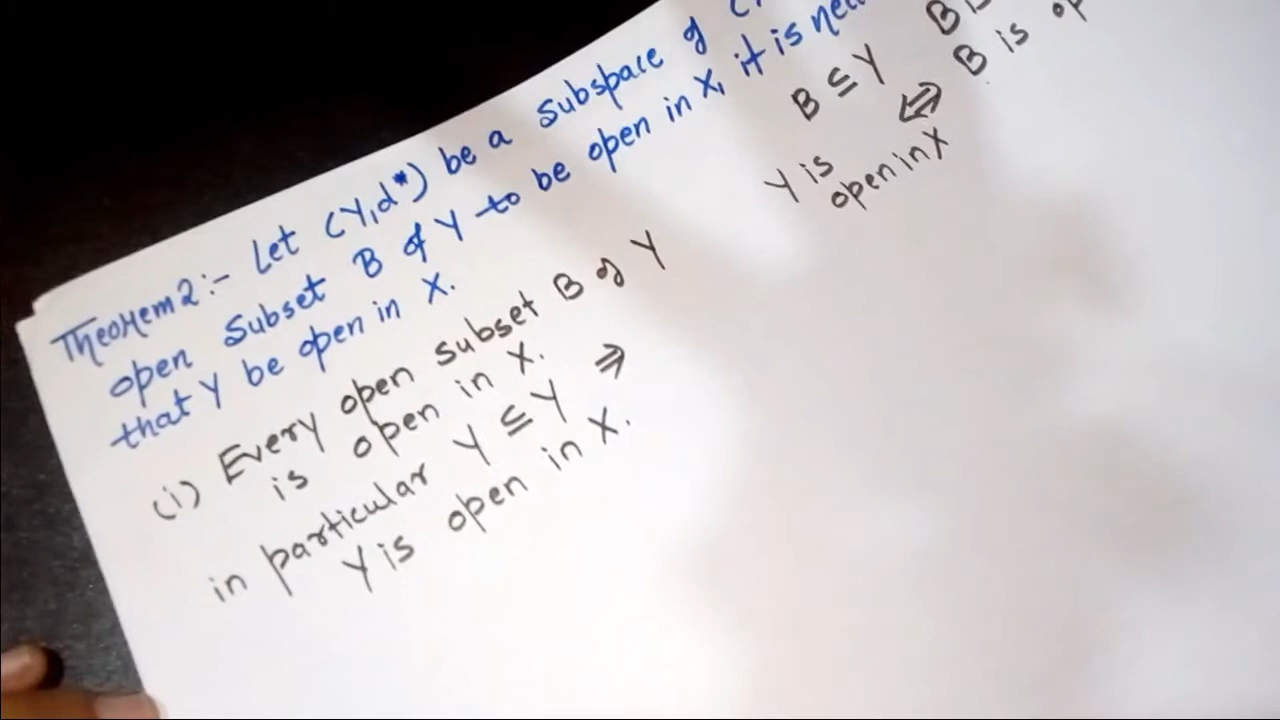 Theorem 2:- Let (Y,d*) be a subspace of
open subset B of Y to be open in X, it is
that Y be open in X.
B ⊆ Y
⇔ B is
Y is
open in X
(i) Every open subset B of Y
is open in X.
in particular Y ⊆ Y ⇒
Y is open in X.